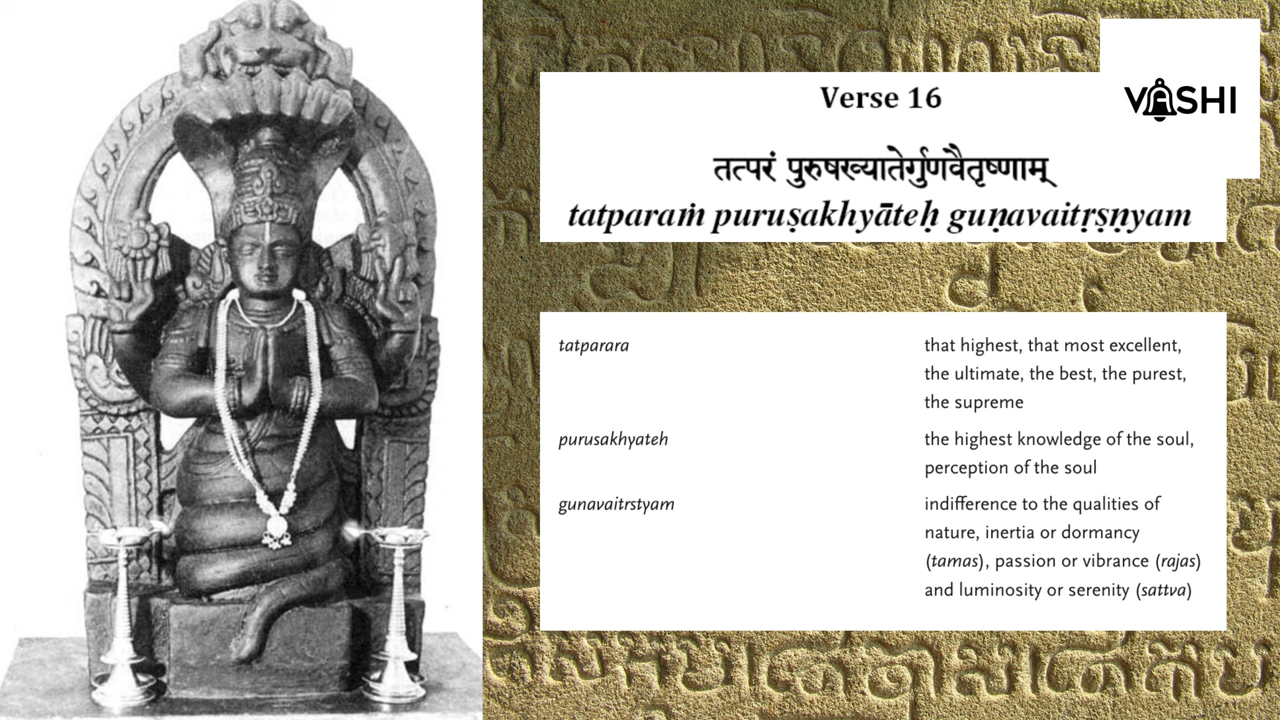 Verse 16
VASHI
तत्परं पुरुषख्यातेर्गुणवैतृष्णाम्
tatparaṁ puruṣakhyāteḥ guṇavaitṛṣṇyam
tatparara that highest, that most excellent,
the ultimate, the best, the purest,
the supreme
purusakhyateh the highest knowledge of the soul,
perception of the soul
gunavaitrstyam indifference to the qualities of
nature, inertia or dormancy
(tamas), passion or vibrance (rajas)
and luminosity or serenity (sattva)